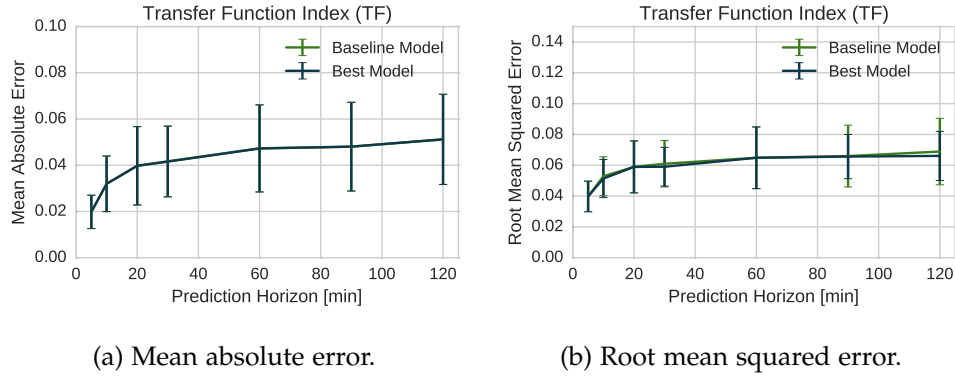 Transfer Function Index (TF)
0.10
0.08
0.06
0.04
0.02
0.00
Mean Absolute Error
Baseline Model
Best Model
0 20 40 60 80 100 120
Prediction Horizon [min]
(a) Mean absolute error.
Transfer Function Index (TF)
0.14
0.12
0.10
0.08
0.06
0.04
0.02
0.00
Root Mean Squared Error
Baseline Model
Best Model
0 20 40 60 80 100 120
Prediction Horizon [min]
(b) Root mean squared error.